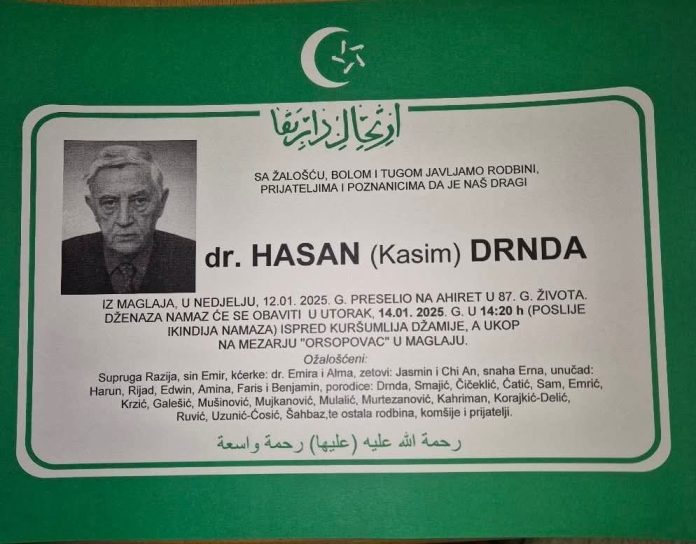 ارتحال دار بقا
SA ŽALOŠĆU, BOLOM I TUGOM JAVLJAMO RODBINI,
PRIJATELJIMA I POZNANICIMA DA JE NAŠ DRAGI
dr. HASAN (Kasim) DRNDA
IZ MAGLAJA, U NEDJELJU, 12.01. 2025. G. PRESELIO NA AHIRET U 87. G. ŽIVOTA.
DŽENAZA NAMAZ ĆE SE OBAVITI U UTORAK, 14.01. 2025. G. U 14:20 h (POSLIJE
IKINDIJA NAMAZA) ISPRED KURŠUMLIJA DŽAMIJE, A UKOP
NA MEZARJU "ORSOPOVAC" U MAGLAJU.
Ožalošćeni:
Supruga Razija, sin Emir, kćerke: dr. Emira i Alma, zetovi: Jasmin i Chi An, snaha Erna, unučad:
Harun, Rijad, Edwin, Amina, Faris i Benjamin, porodice: Drnda, Smajić, Čičeklić, Ćatić, Sam, Emrić,
Krzić, Galešić, Mušinović, Mujkanović, Mulalić, Murtezanović, Kahriman, Korajkić-Delić,
Ruvić, Uzunić-Ćosić, Šahbaz,te ostala rodbina, komšije i prijatelji.
رحمة الله عليه (عليها) رحمة واسعة